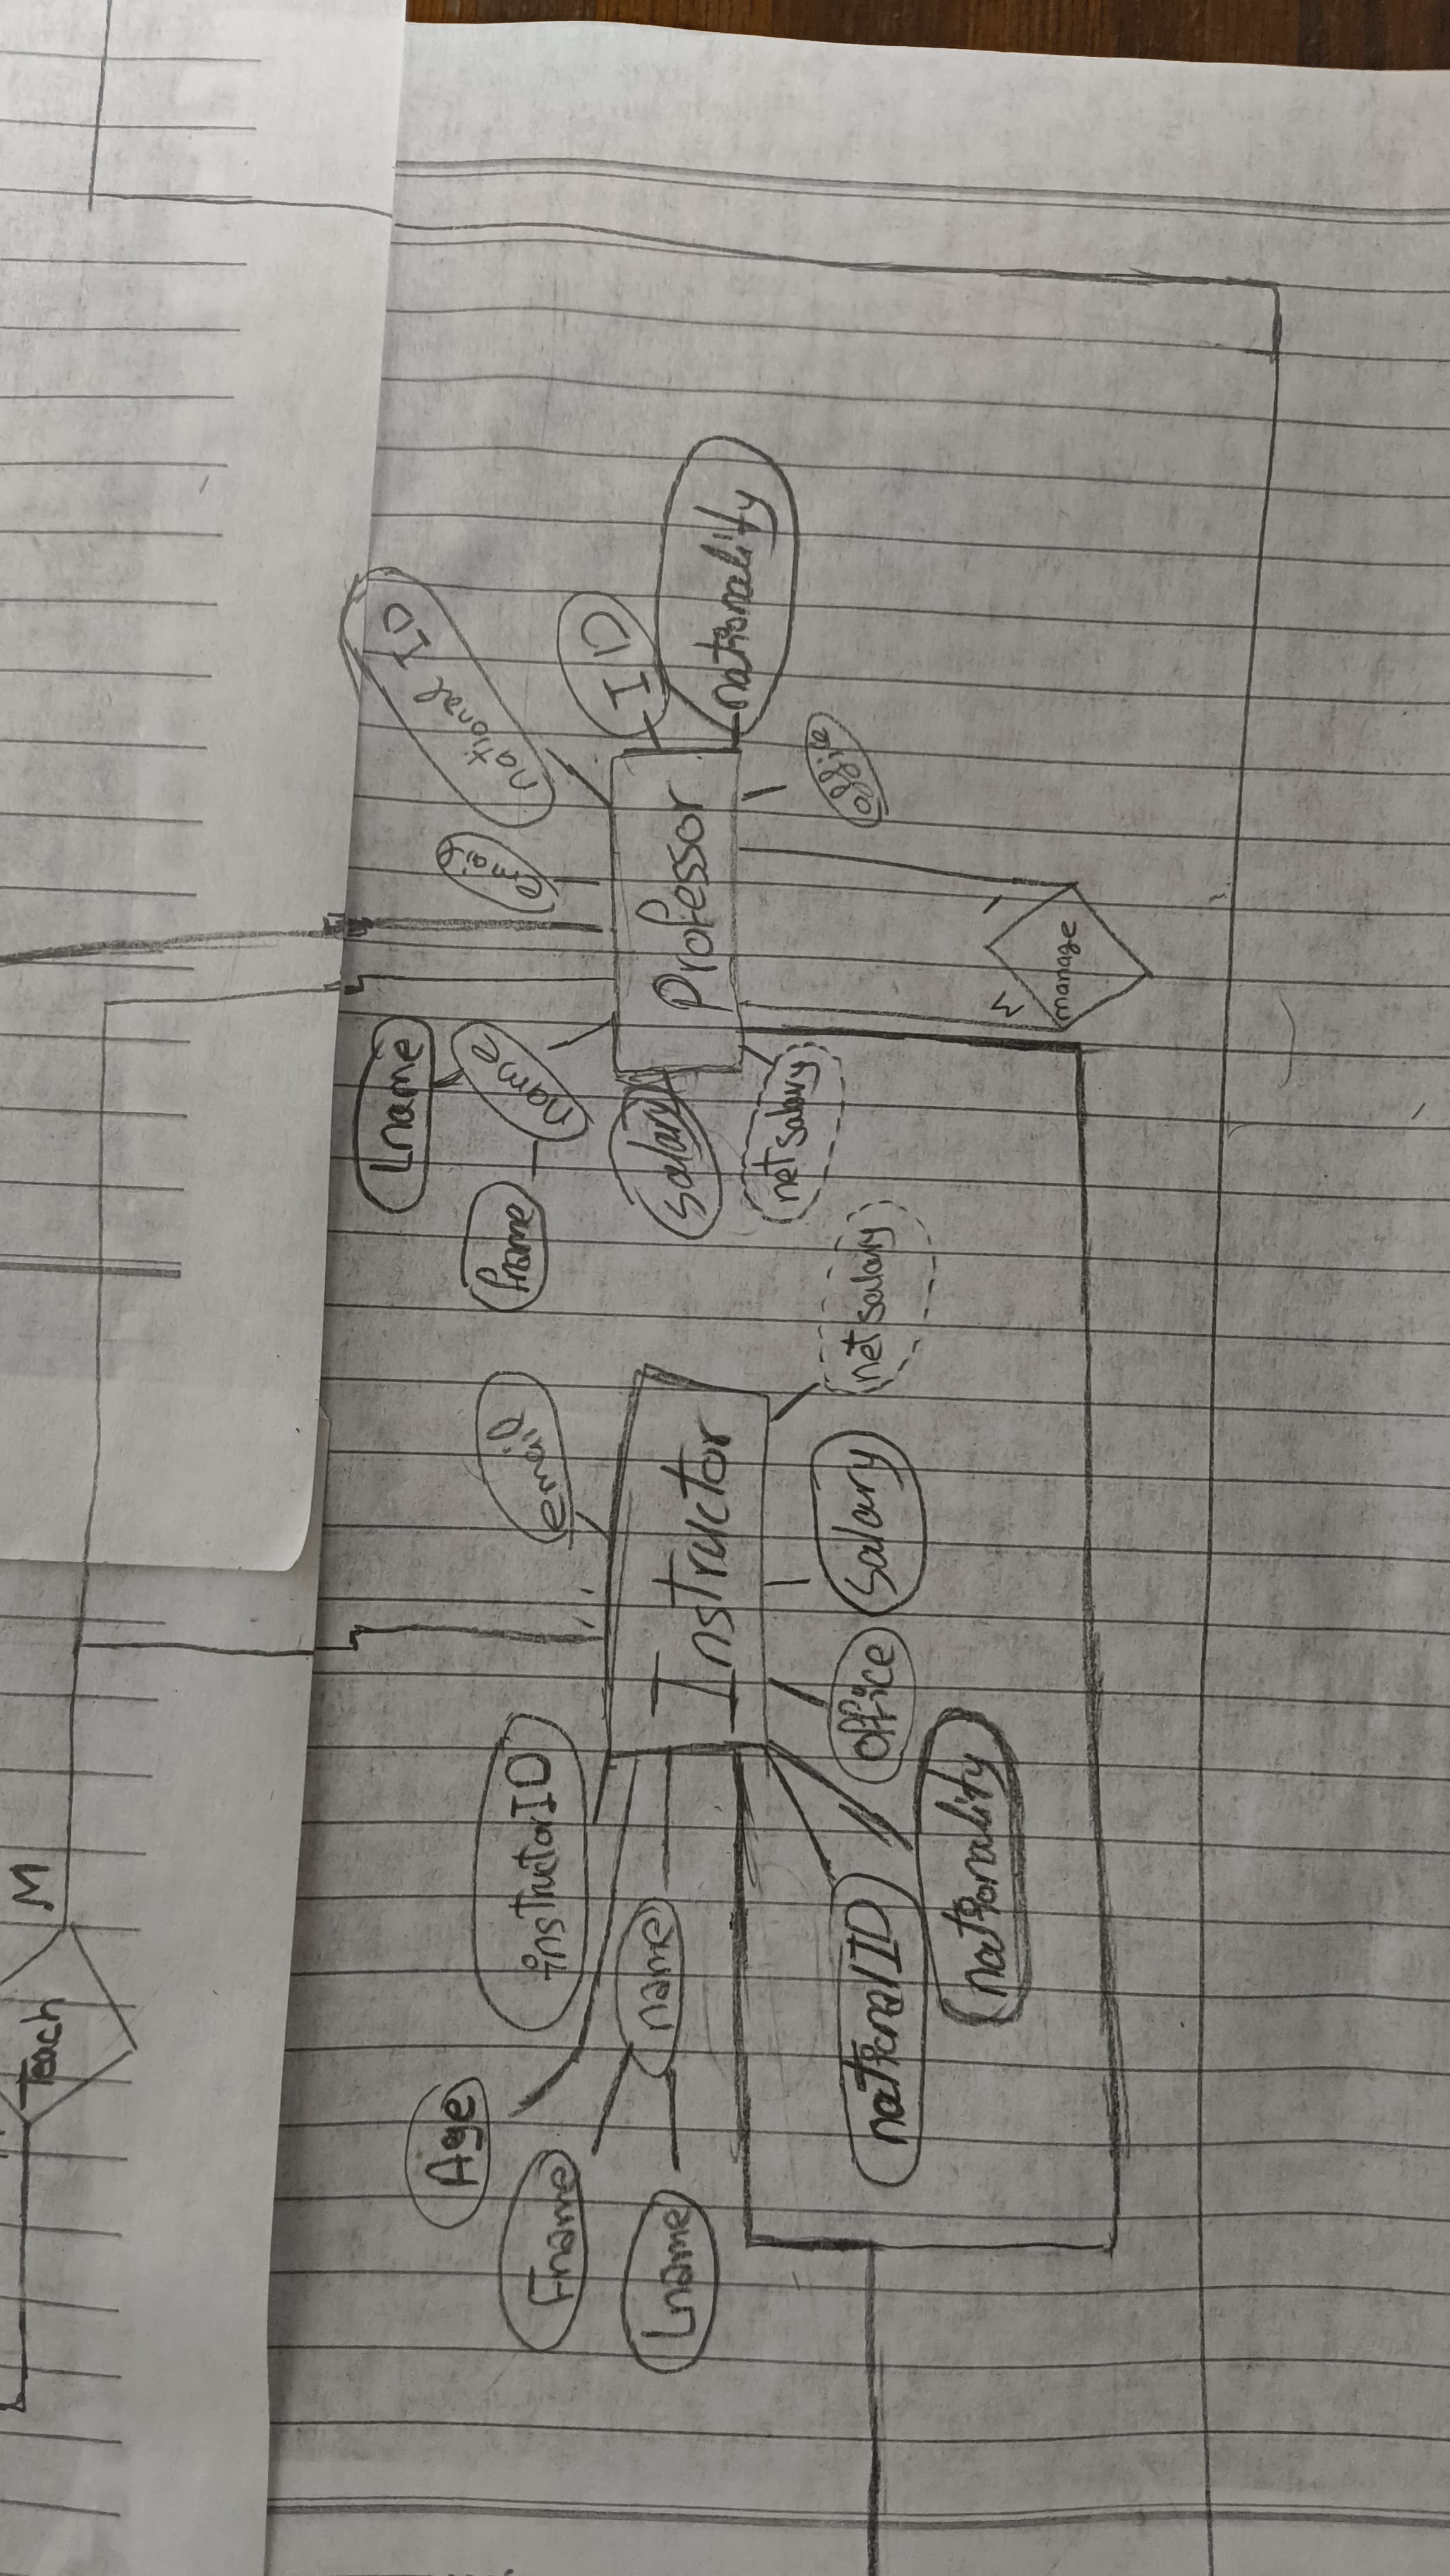 Teach
M
Age
Fname
Lname
name
instructorID
email
Instructor
office
salary
net salary
nationalID
nationality
Lname
fname
name
salary
net salary
Email
national ID
ID
nationality
office
Professor
manage
1
M